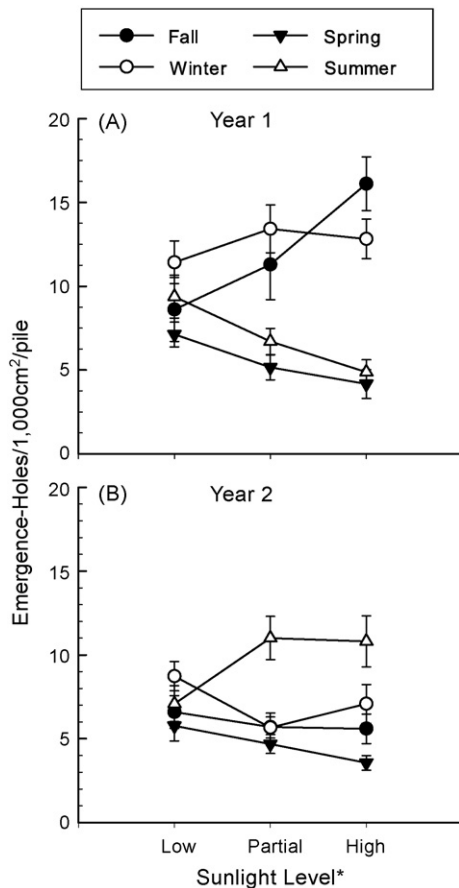 Fall Spring
Winter Summer
20 (A) Year 1
15
10
5
0
20 (B) Year 2
15
10
5
0
Low Partial High
Sunlight Level*
Emergence-Holes/1,000cm²/pile